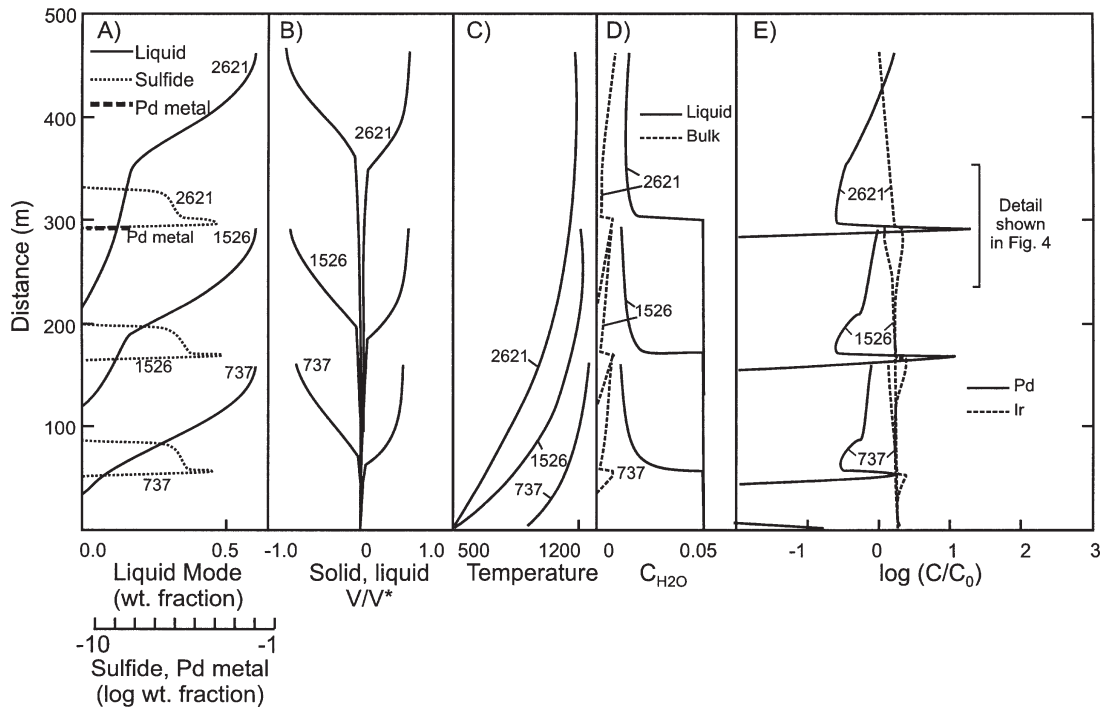 500
400
300
200
100
Distance (m)
A)
Liquid
Sulfide
Pd metal
2621
2621
Pd metal
1526
1526
737
737
0.0
0.5
Liquid Mode
(wt. fraction)
-10
-1
Sulfide, Pd metal
(log wt. fraction)
B)
2621
1526
737
-1.0
0
1.0
Solid, liquid
V/V*
C)
2621
1526
737
500
1200
Temperature
D)
Liquid
Bulk
2621
1526
737
0
0.05
CH2O
E)
2621
Detail
shown
in Fig. 4
1526
Pd
Ir
737
-1
0
1
2
3
log (C/C0)